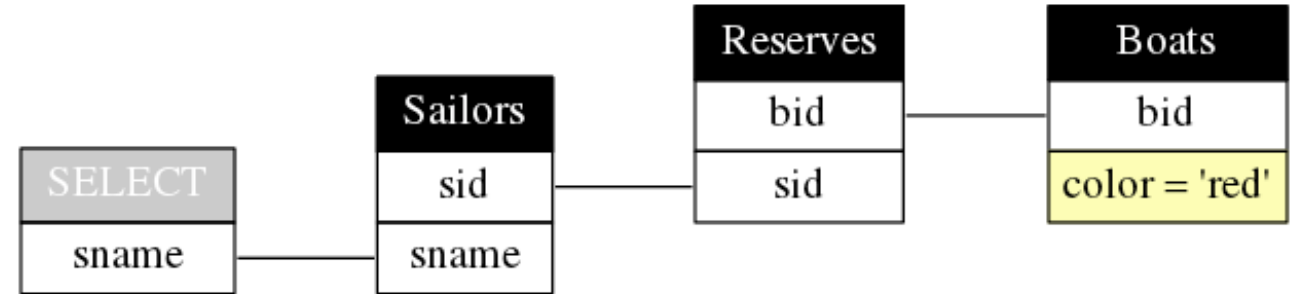 SELECT
sname
Sailors
sid
sname
Reserves
bid
sid
Boats
bid
color = 'red'